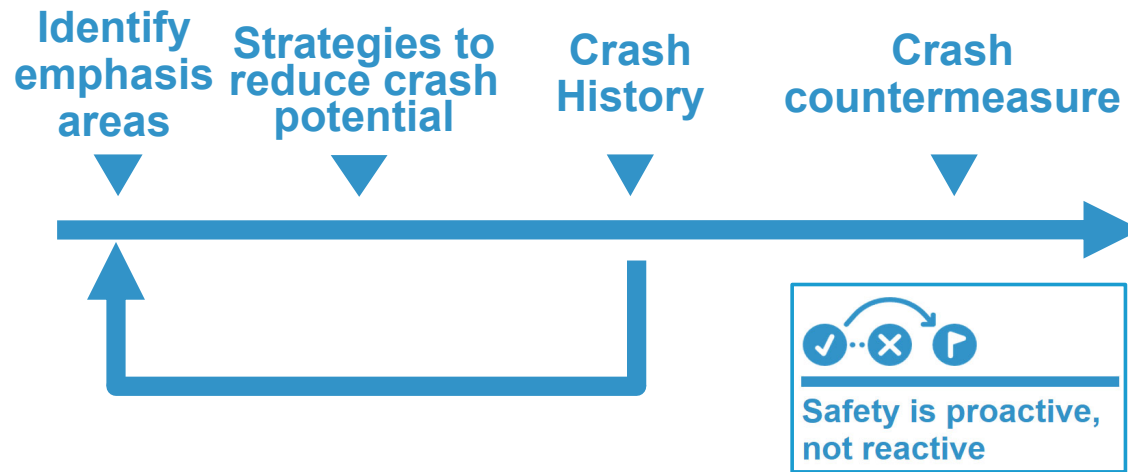 Identify
emphasis
areas
Strategies to
reduce crash
potential
Crash
History
Crash
countermeasure
Safety is proactive,
not reactive